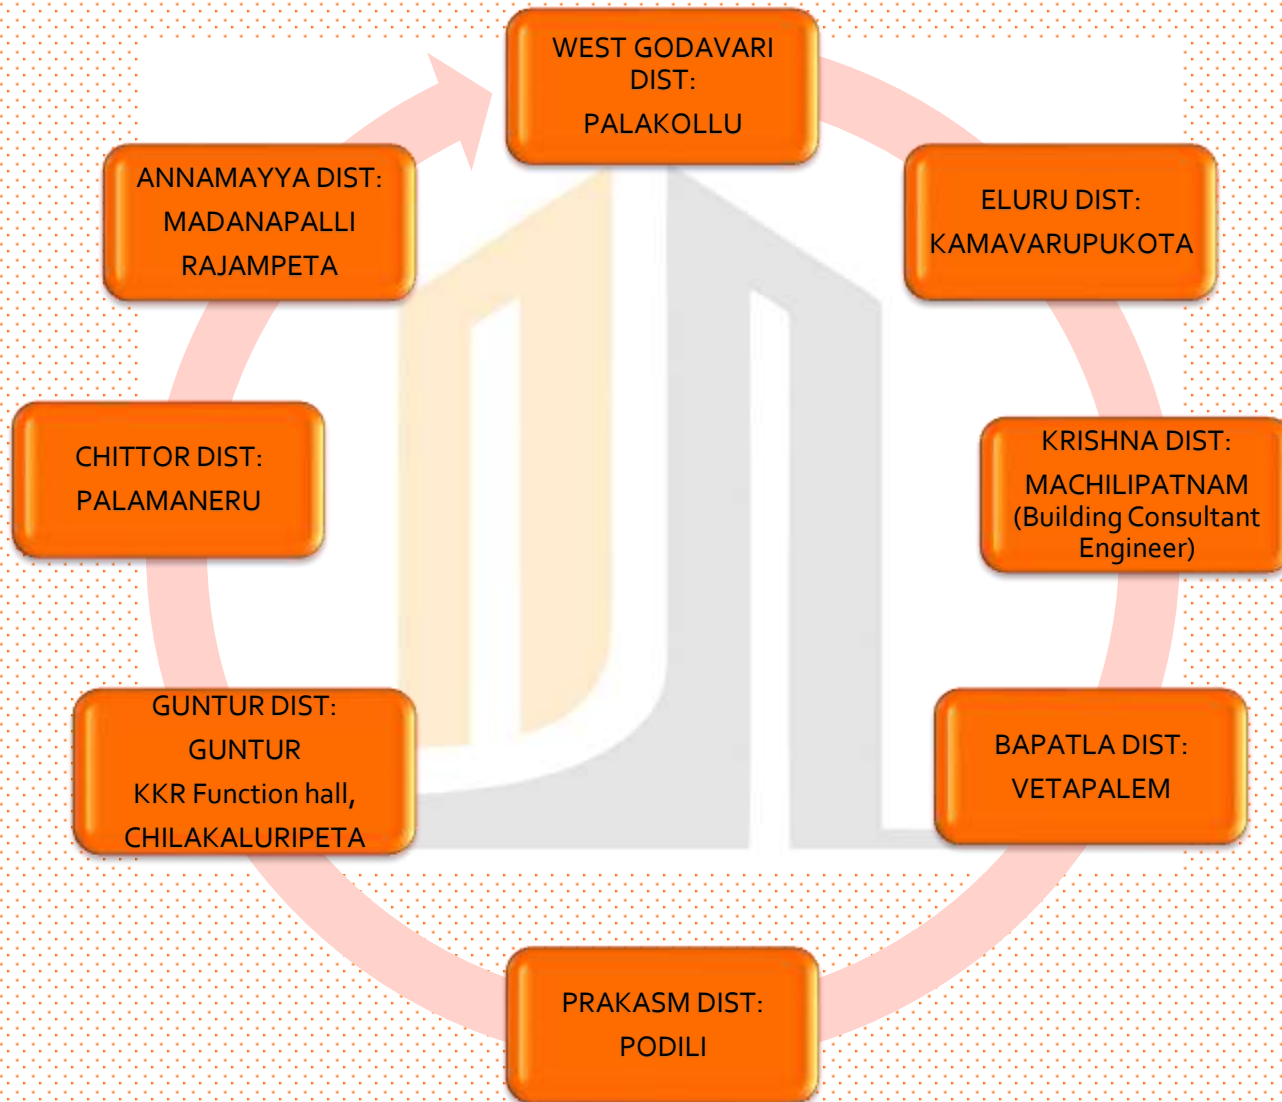 WEST GODAVARI
DIST:
PALAKOLLU
ELURU DIST:
KAMAVARUPUKOTA
KRISHNA DIST:
MACHILIPATNAM
(Building Consultant
Engineer)
BAPATLA DIST:
VETAPALEM
PRAKASM DIST:
PODILI
GUNTUR DIST:
GUNTUR
KKR Function hall,
CHILAKALURIPETA
CHITTOR DIST:
PALAMANERU
ANNAMAYYA DIST:
MADANAPALLI
RAJAMPETA